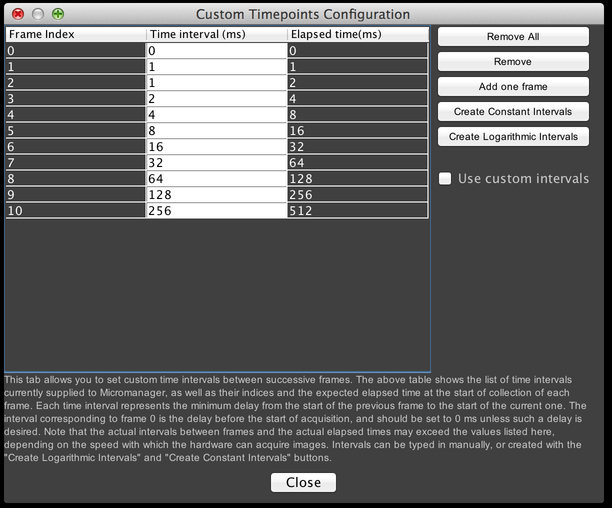 Custom Timepoints Configuration
Frame Index Time interval (ms) Elapsed time(ms)
0 0 0
1 1 1
2 1 2
3 2 4
4 4 8
5 8 16
6 16 32
7 32 64
8 64 128
9 128 256
10 256 512
Remove All
Remove
Add one frame
Create Constant Intervals
Create Logarithmic Intervals
Use custom intervals
This tab allows you to set custom time intervals between successive frames. The above table shows the list of time intervals
currently supplied to Micromanager, as well as their indices and the expected elapsed time at the start of collection of each
frame. Each time interval represents the minimum delay from the start of the previous frame to the start of the current one. The
interval corresponding to frame 0 is the delay before the start of acquisition, and should be set to 0 ms unless such a delay is
desired. Note that the actual intervals between frames and the actual elapsed times may exceed the values listed here,
depending on the speed with which the hardware can acquire images. Intervals can be typed in manually, or created with the
"Create Logarithmic Intervals" and "Create Constant Intervals" buttons.
Close